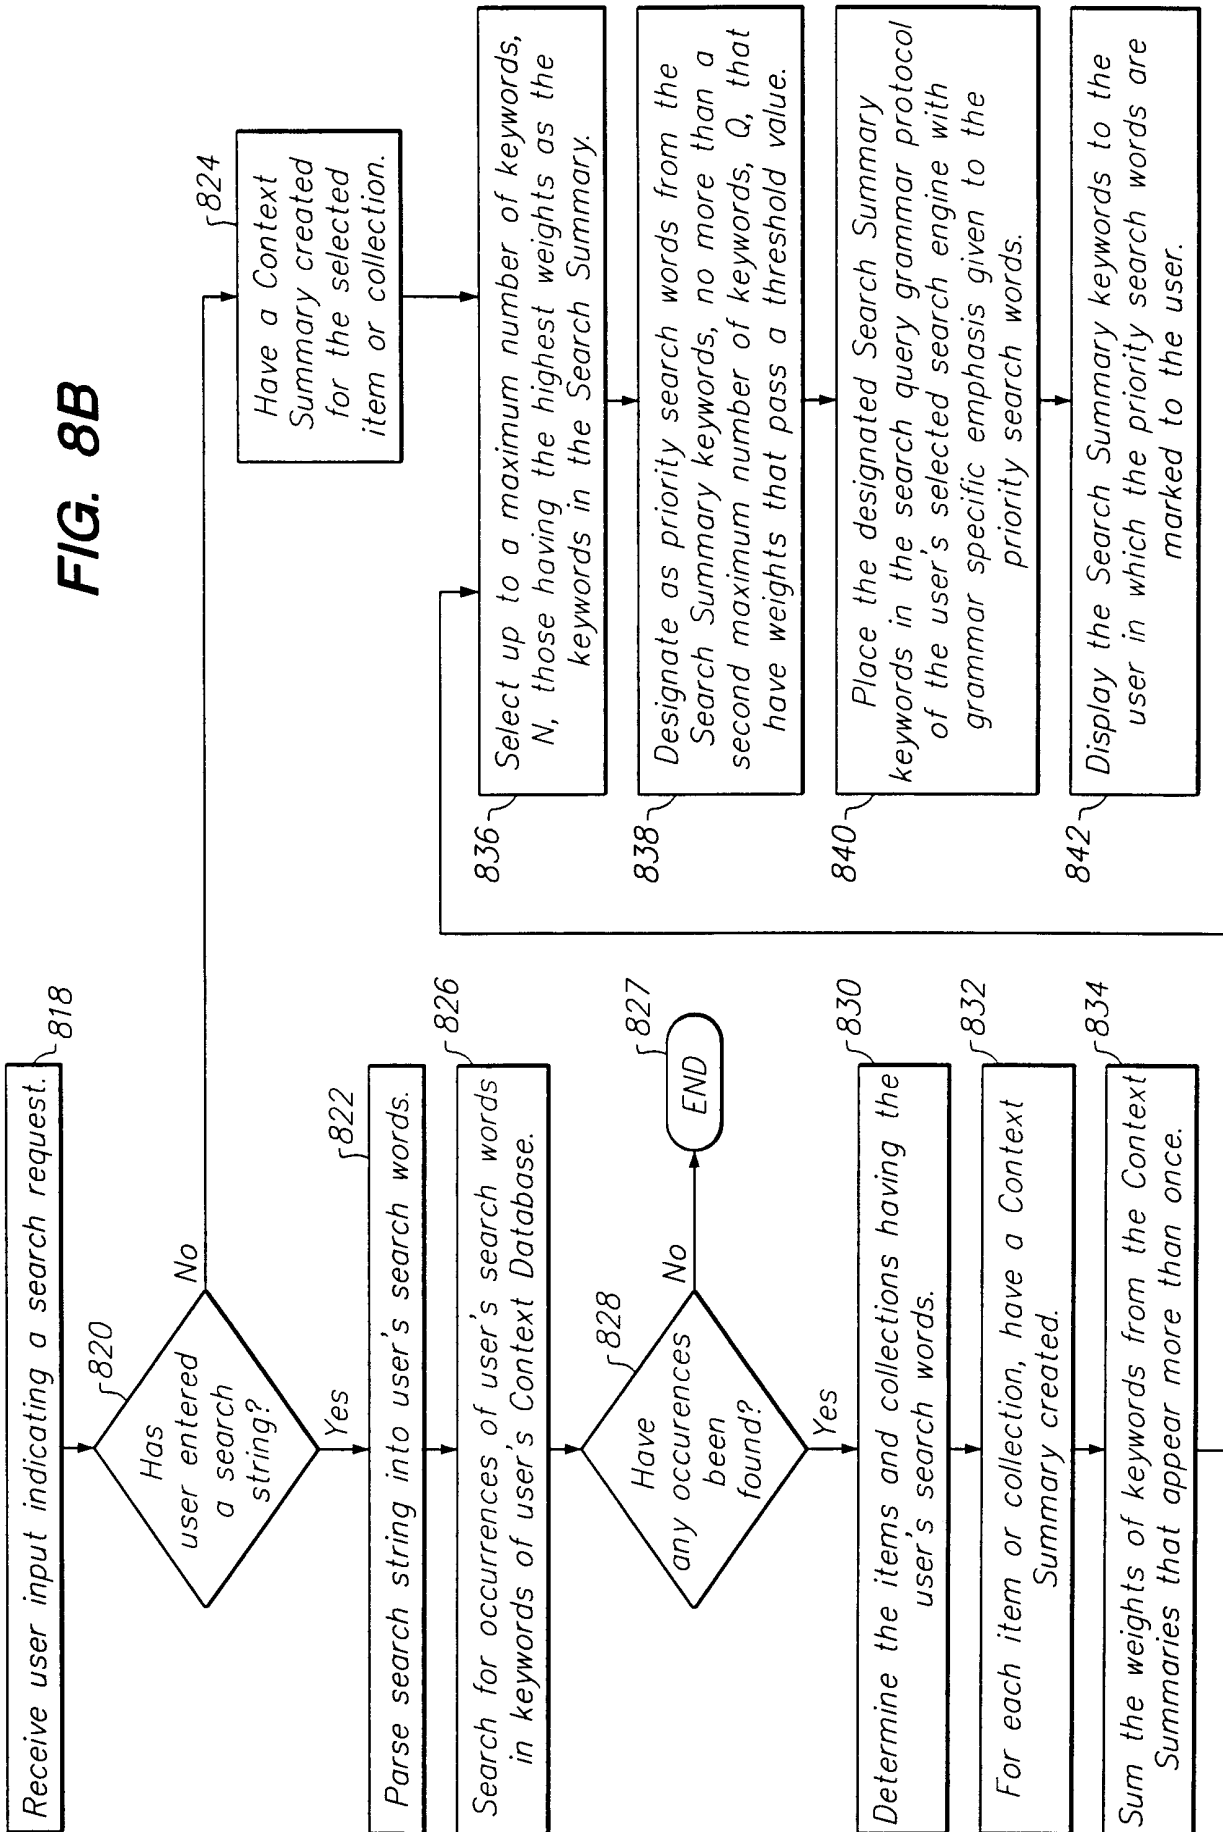 FIG. 8B
Receive user input indicating a search request.
818
820
Has
user entered
a search
string?
No
Yes
822
Parse search string into user's search words.
826
Search for occurrences of user's search words
in keywords of user's Context Database.
828
Have
any occurences
been
found?
No
827
END
Yes
830
Determine the items and collections having the
user's search words.
832
For each item or collection, have a Context
Summary created.
834
Sum the weights of keywords from the Context
Summaries that appear more than once.
824
Have a Context
Summary created
for the selected
item or collection.
836
Select up to a maximum number of keywords,
N, those having the highest weights as the
keywords in the Search Summary.
838
Designate as priority search words from the
Search Summary keywords, no more than a
second maximum number of keywords, Q, that
have weights that pass a threshold value.
840
Place the designated Search Summary
keywords in the search query grammar protocol
of the user's selected search engine with
grammar specific emphasis given to the
priority search words.
842
Display the Search Summary keywords to the
user in which the priority search words are
marked to the user.